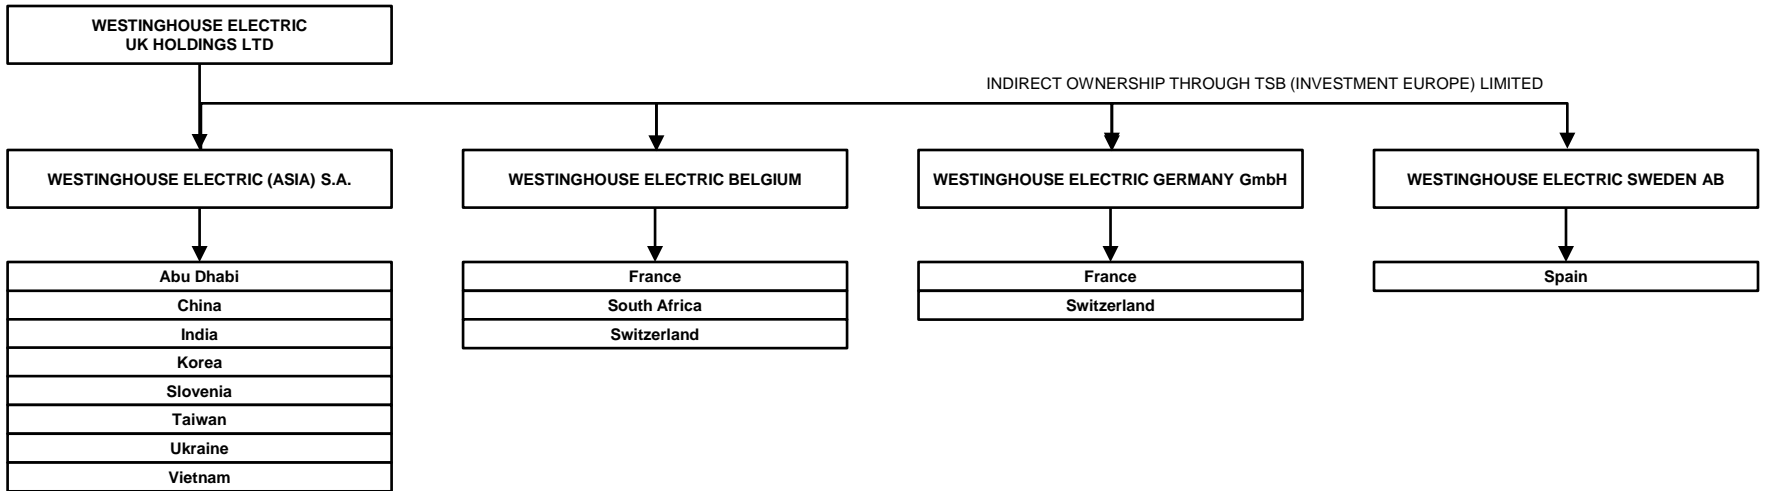 WESTINGHOUSE ELECTRIC
UK HOLDINGS LTD
INDIRECT OWNERSHIP THROUGH TSB (INVESTMENT EUROPE) LIMITED
WESTINGHOUSE ELECTRIC (ASIA) S.A.
WESTINGHOUSE ELECTRIC BELGIUM
WESTINGHOUSE ELECTRIC GERMANY GmbH
WESTINGHOUSE ELECTRIC SWEDEN AB
Abu Dhabi
China
India
Korea
Slovenia
Taiwan
Ukraine
Vietnam
France
South Africa
Switzerland
France
Switzerland
Spain